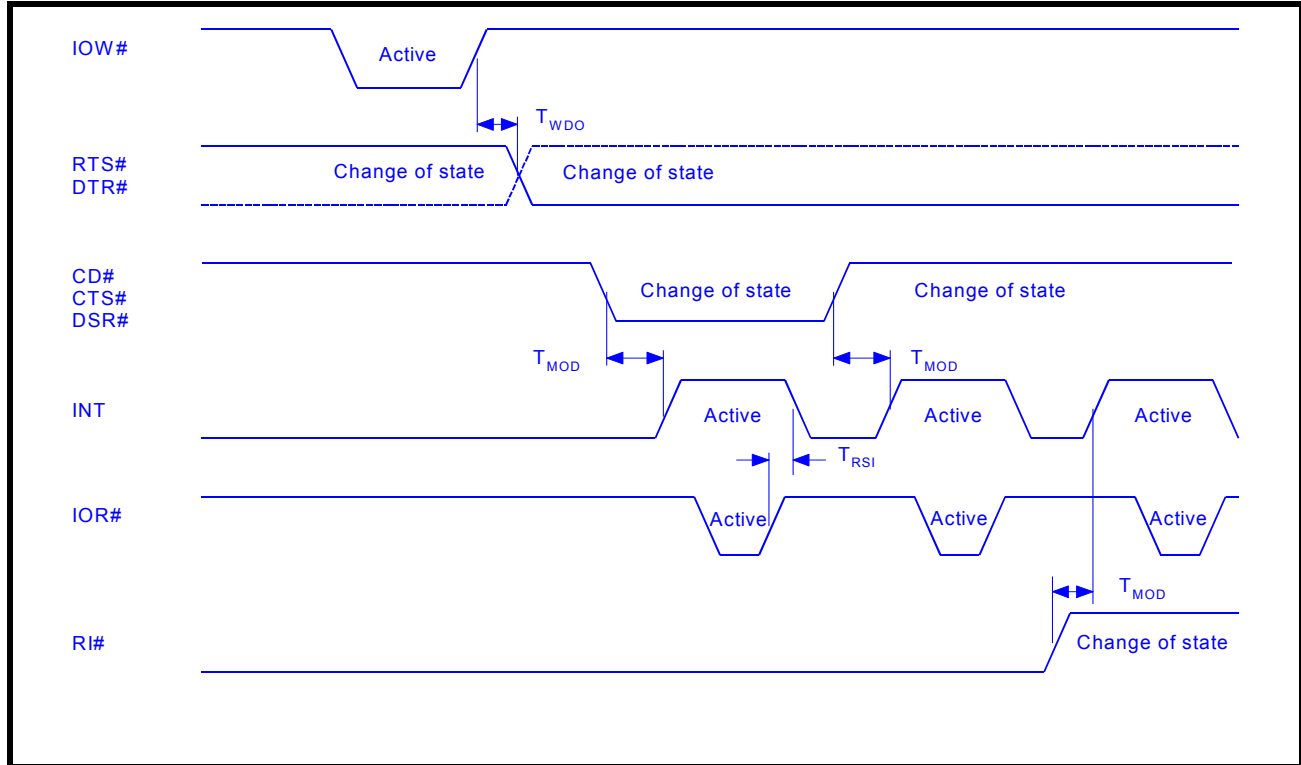 IOW#
Active
TWDO
RTS#
DTR#
Change of state
Change of state
CD#
CTS#
DSR#
Change of state
Change of state
TMOD
TMOD
INT
Active
Active
Active
TRSI
IOR#
Active
Active
Active
TMOD
RI#
Change of state